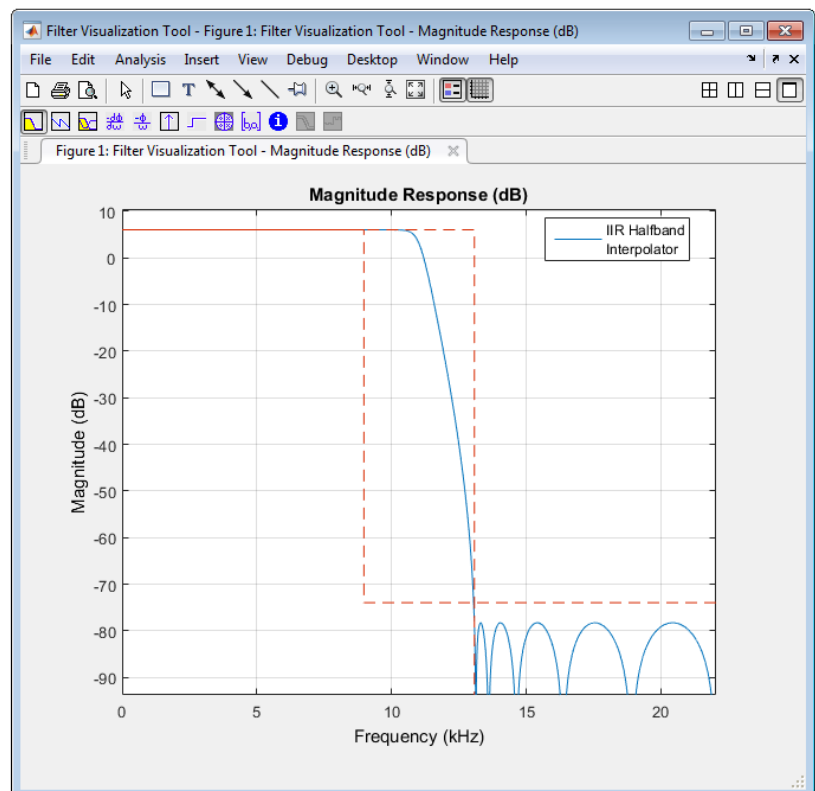 Filter Visualization Tool - Figure 1: Filter Visualization Tool - Magnitude Response (dB)
File Edit Analysis Insert View Debug Desktop Window Help
Figure 1: Filter Visualization Tool - Magnitude Response (dB)
Magnitude Response (dB)
IIR Halfband
Interpolator
10
0
-10
-20
-30
-40
-50
-60
-70
-80
-90
Magnitude (dB)
0 5 10 15 20
Frequency (kHz)